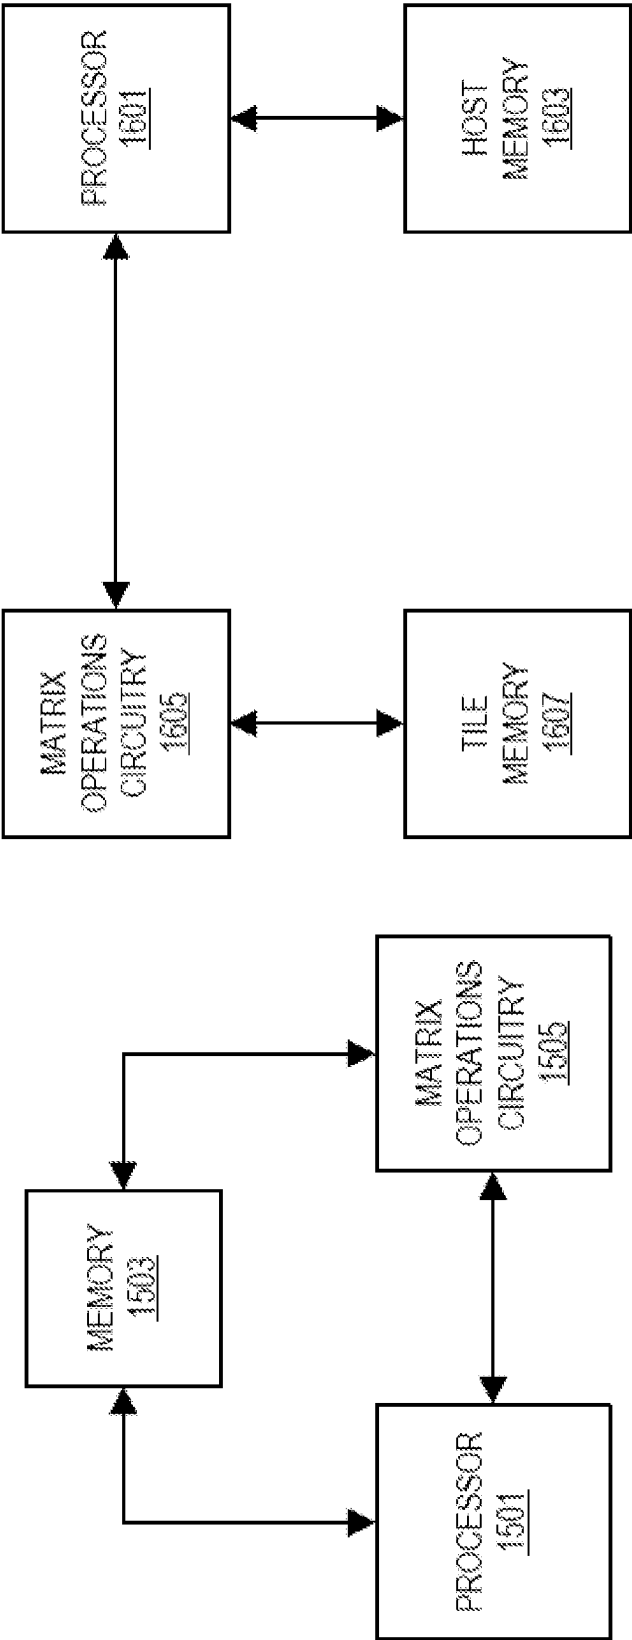 MEMORY
1503
PROCESSOR
1501
MATRIX
OPERATIONS
CIRCUITRY
1505
MATRIX
OPERATIONS
CIRCUITRY
1605
PROCESSOR
1601
TILE
MEMORY
1607
HOST
MEMORY
1603